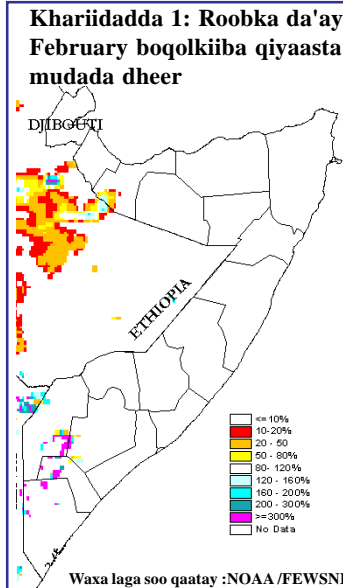 Khariidadda 1: Roobka da'ay
February boqolkiiba qiyaasta
mudada dheer
DJIBOUTI
ETHIOPIA
<=10%
10-20%
20 - 50
50 - 80%
80- 120%
120 - 160%
160 - 200%
200 - 300%
>=300%
No Data
Waxa laga soo qaatay :NOAA /FEWSNE